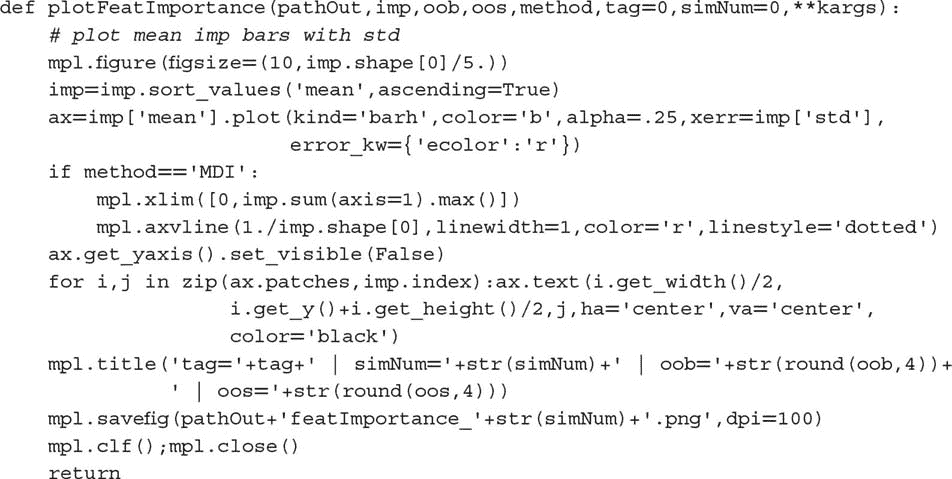 def plotFeatImportance(pathOut,imp,oob,oos,method,tag=0,simNum=0,**kargs):
    # plot mean imp bars with std
    mpl.figure(figsize=(10,imp.shape[0]/5.))
    imp=imp.sort_values('mean',ascending=True)
    ax=imp['mean'].plot(kind='barh',color='b',alpha=.25,xerr=imp['std'],
                        error_kw={'ecolor':'r'})
    if method=='MDI':
        mpl.xlim([0,imp.sum(axis=1).max()])
        mpl.axvline(1./imp.shape[0],linewidth=1,color='r',linestyle='dotted')
    ax.get_yaxis().set_visible(False)
    for i,j in zip(ax.patches,imp.index):ax.text(i.get_width()/2,
                   i.get_y()+i.get_height()/2,j,ha='center',va='center',
                   color='black')
    mpl.title('tag='+tag+' | simNum='+str(simNum)+' | oob='+str(round(oob,4))+
              ' | oos='+str(round(oos,4)))
    mpl.savefig(pathOut+'featImportance_'+str(simNum)+'.png',dpi=100)
    mpl.clf();mpl.close()
    return